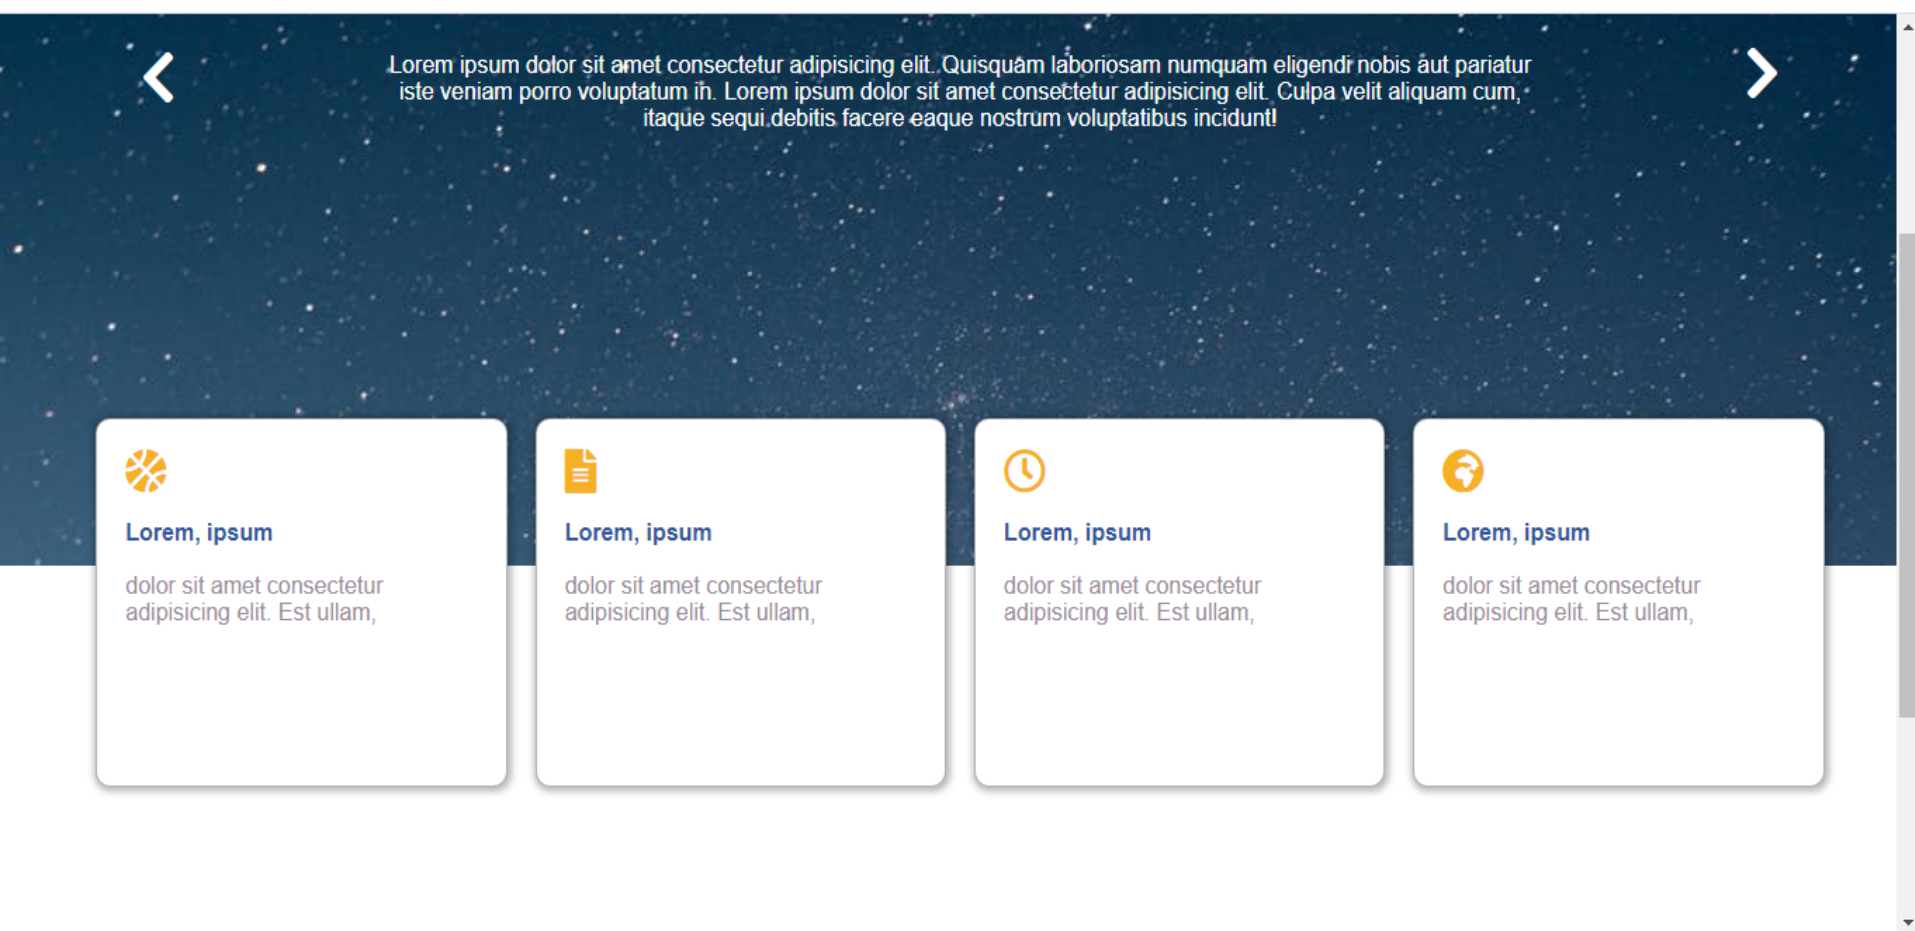 Lorem ipsum dolor sit amet consectetur adipisicing elit. Quisquam laboriosam numquam eligendi nobis aut pariatur
iste veniam porro voluptatum in. Lorem ipsum dolor sit amet consectetur adipisicing elit. Culpa velit aliquam cum,
itaque sequi debitis facere eaque nostrum voluptatibus incidunt!
Lorem, ipsum
dolor sit amet consectetur
adipisicing elit. Est ullam,
Lorem, ipsum
dolor sit amet consectetur
adipisicing elit. Est ullam,
Lorem, ipsum
dolor sit amet consectetur
adipisicing elit. Est ullam,
Lorem, ipsum
dolor sit amet consectetur
adipisicing elit. Est ullam,